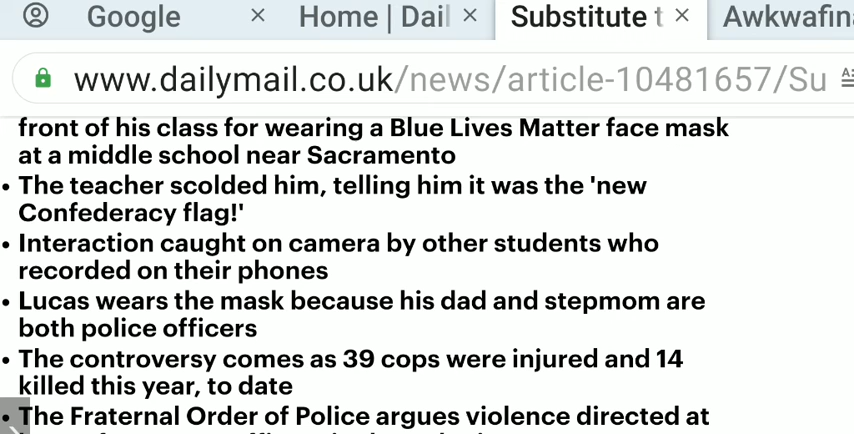 Google × Home | Dail × Substitute t × Awkwafina
www.dailymail.co.uk/news/article-10481657/Su
front of his class for wearing a Blue Lives Matter face mask
at a middle school near Sacramento
• The teacher scolded him, telling him it was the 'new
Confederacy flag!'
• Interaction caught on camera by other students who
recorded on their phones
• Lucas wears the mask because his dad and stepmom are
both police officers
• The controversy comes as 39 cops were injured and 14
killed this year, to date
• The Fraternal Order of Police argues violence directed at